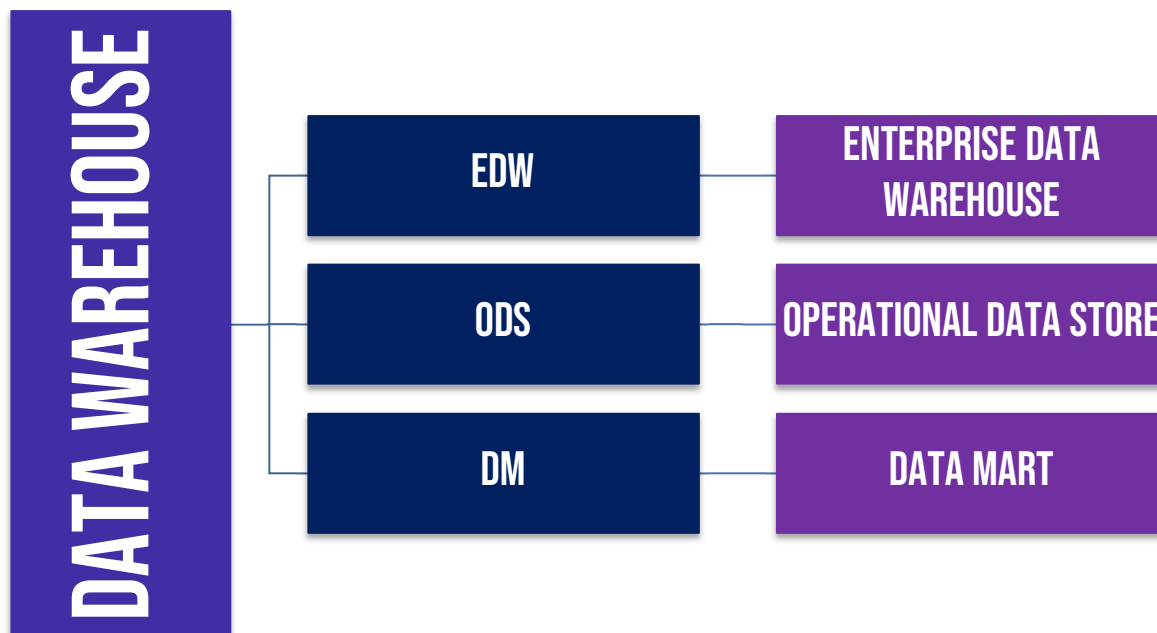 DATA WAREHOUSE
EDW
ENTERPRISE DATA
WAREHOUSE
ODS
OPERATIONAL DATA STORE
DM
DATA MART